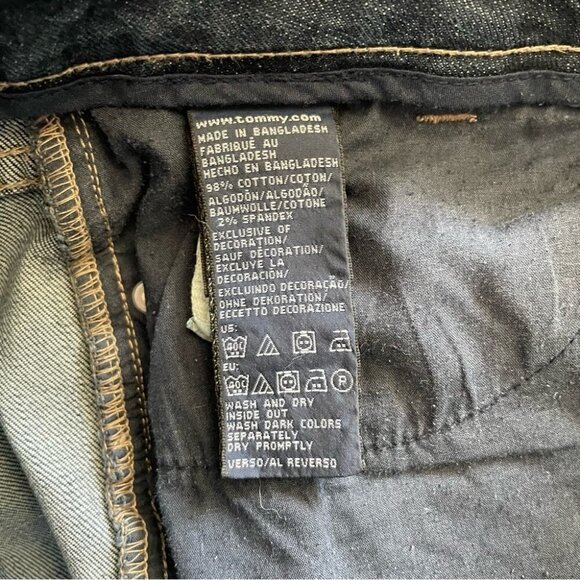 www.tommy.com
MADE IN BANGLADESH
FABRIQUÉ AU
BANGLADESH
HECHO EN BANGLADESH
98% COTTON/COTON/
ALGODÓN/ALGODÃO/
BAUMWOLLE/COTONE
2% SPANDEX
EXCLUSIVE OF
DECORATION/
SAUF DÉCORATION/
EXCLUYE LA
DECORACIÓN/
EXCLUINDO DECORAÇÃO/
OHNE DEKORATION/
ECCETTO DECORAZIONE
US:
40C
EU:
40C P
WASH AND DRY
INSIDE OUT
WASH DARK COLORS
SEPARATELY
DRY PROMPTLY
VERSO/AL REVERSO